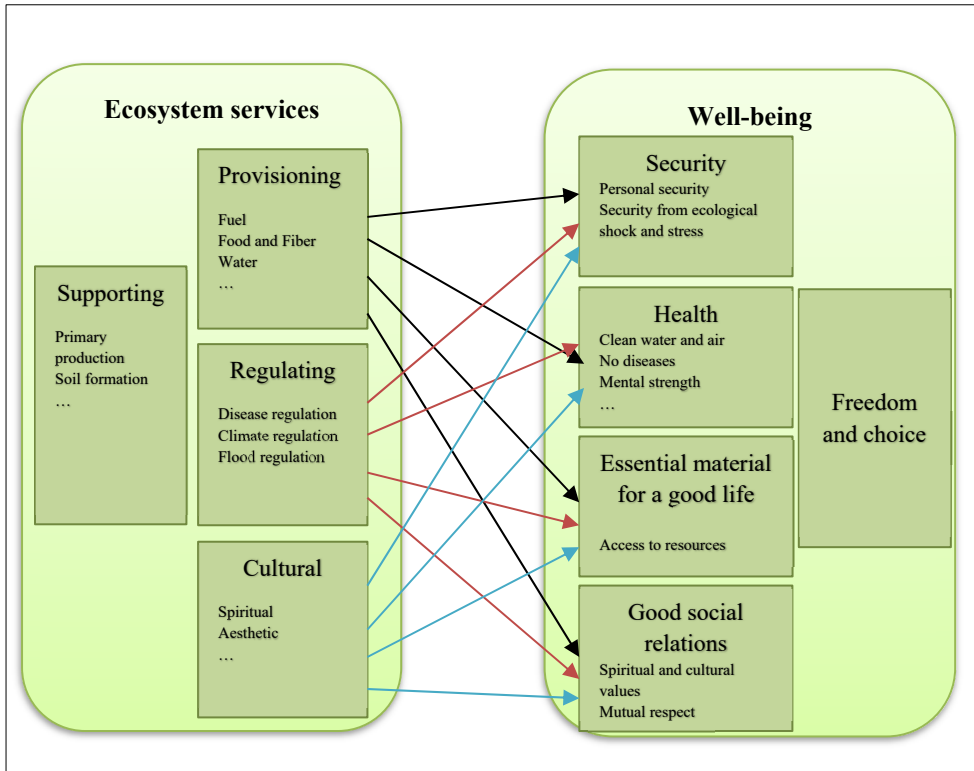 Ecosystem services
Supporting
Primary
production
Soil formation
…
Provisioning
Fuel
Food and Fiber
Water
…
Regulating
Disease regulation
Climate regulation
Flood regulation
Cultural
Spiritual
Aesthetic
…
Well-being
Security
Personal security
Security from ecological
shock and stress
Health
Clean water and air
No diseases
Mental strength
…
Essential material
for a good life
Access to resources
Good social
relations
Spiritual and cultural
values
Mutual respect
Freedom
and choice